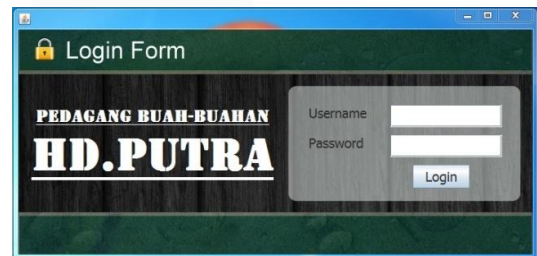 Login Form
PEDAGANG BUAH-BUAHAN
HD.PUTRA
Username
Password
Login